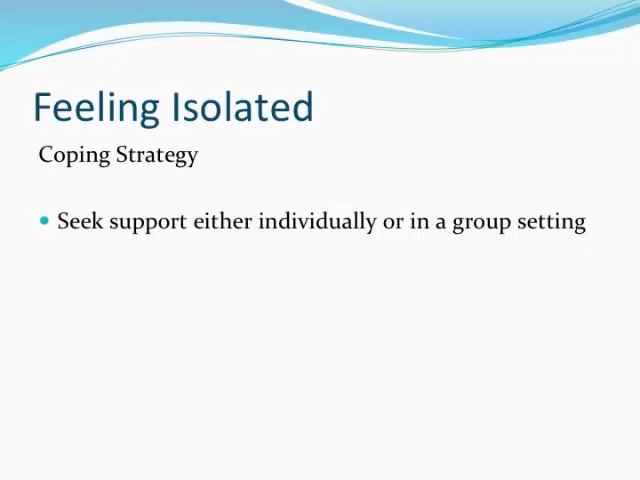 Feeling Isolated
Coping Strategy
• Seek support either individually or in a group setting